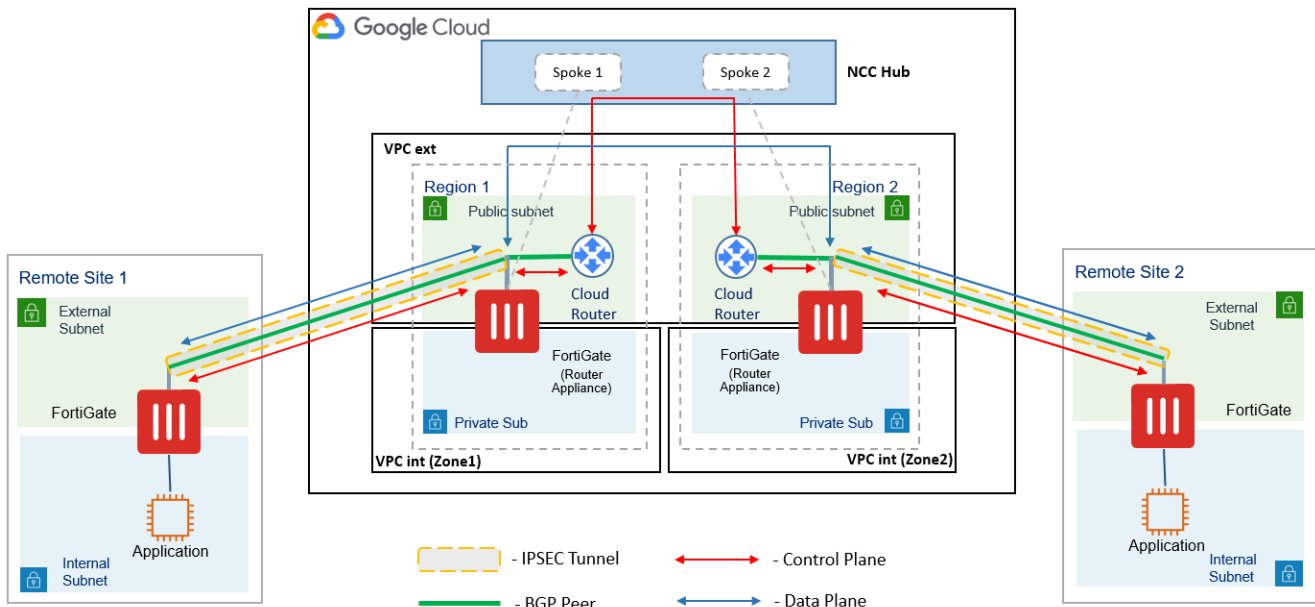 Google Cloud
Spoke 1
Spoke 2
NCC Hub
VPC ext
Region 1
Region 2
Public subnet
Public subnet
Remote Site 1
Remote Site 2
External
Subnet
External
Subnet
Cloud
Router
Cloud
Router
FortiGate
(Router
Appliance)
FortiGate
(Router
Appliance)
FortiGate
FortiGate
Private Sub
Private Sub
VPC int (Zone1)
VPC int (Zone2)
Application
Application
Internal
Subnet
Internal
Subnet
- IPSEC Tunnel
- Control Plane
- BGP Peer
- Data Plane